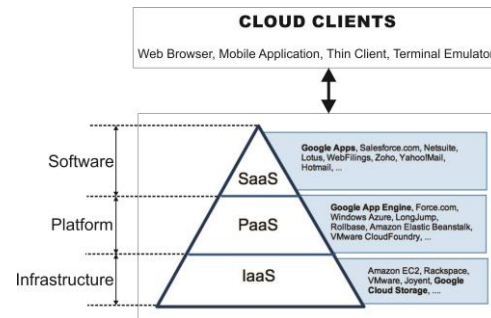 CLOUD CLIENTS
Web Browser, Mobile Application, Thin Client, Terminal Emulator
Software
SaaS
Google Apps, Salesforce.com, Netsuite,
Lotus, WebFilings, Zoho, Yahoo!Mail,
Hotmail, ...
Platform
PaaS
Google App Engine, Force.com,
Windows Azure, LongJump,
Rollbase, Amazon Elastic Beanstalk,
VMware CloudFoundry, ...
Infrastructure
IaaS
Amazon EC2, Rackspace,
VMware, Joyent, Google
Cloud Storage, ....